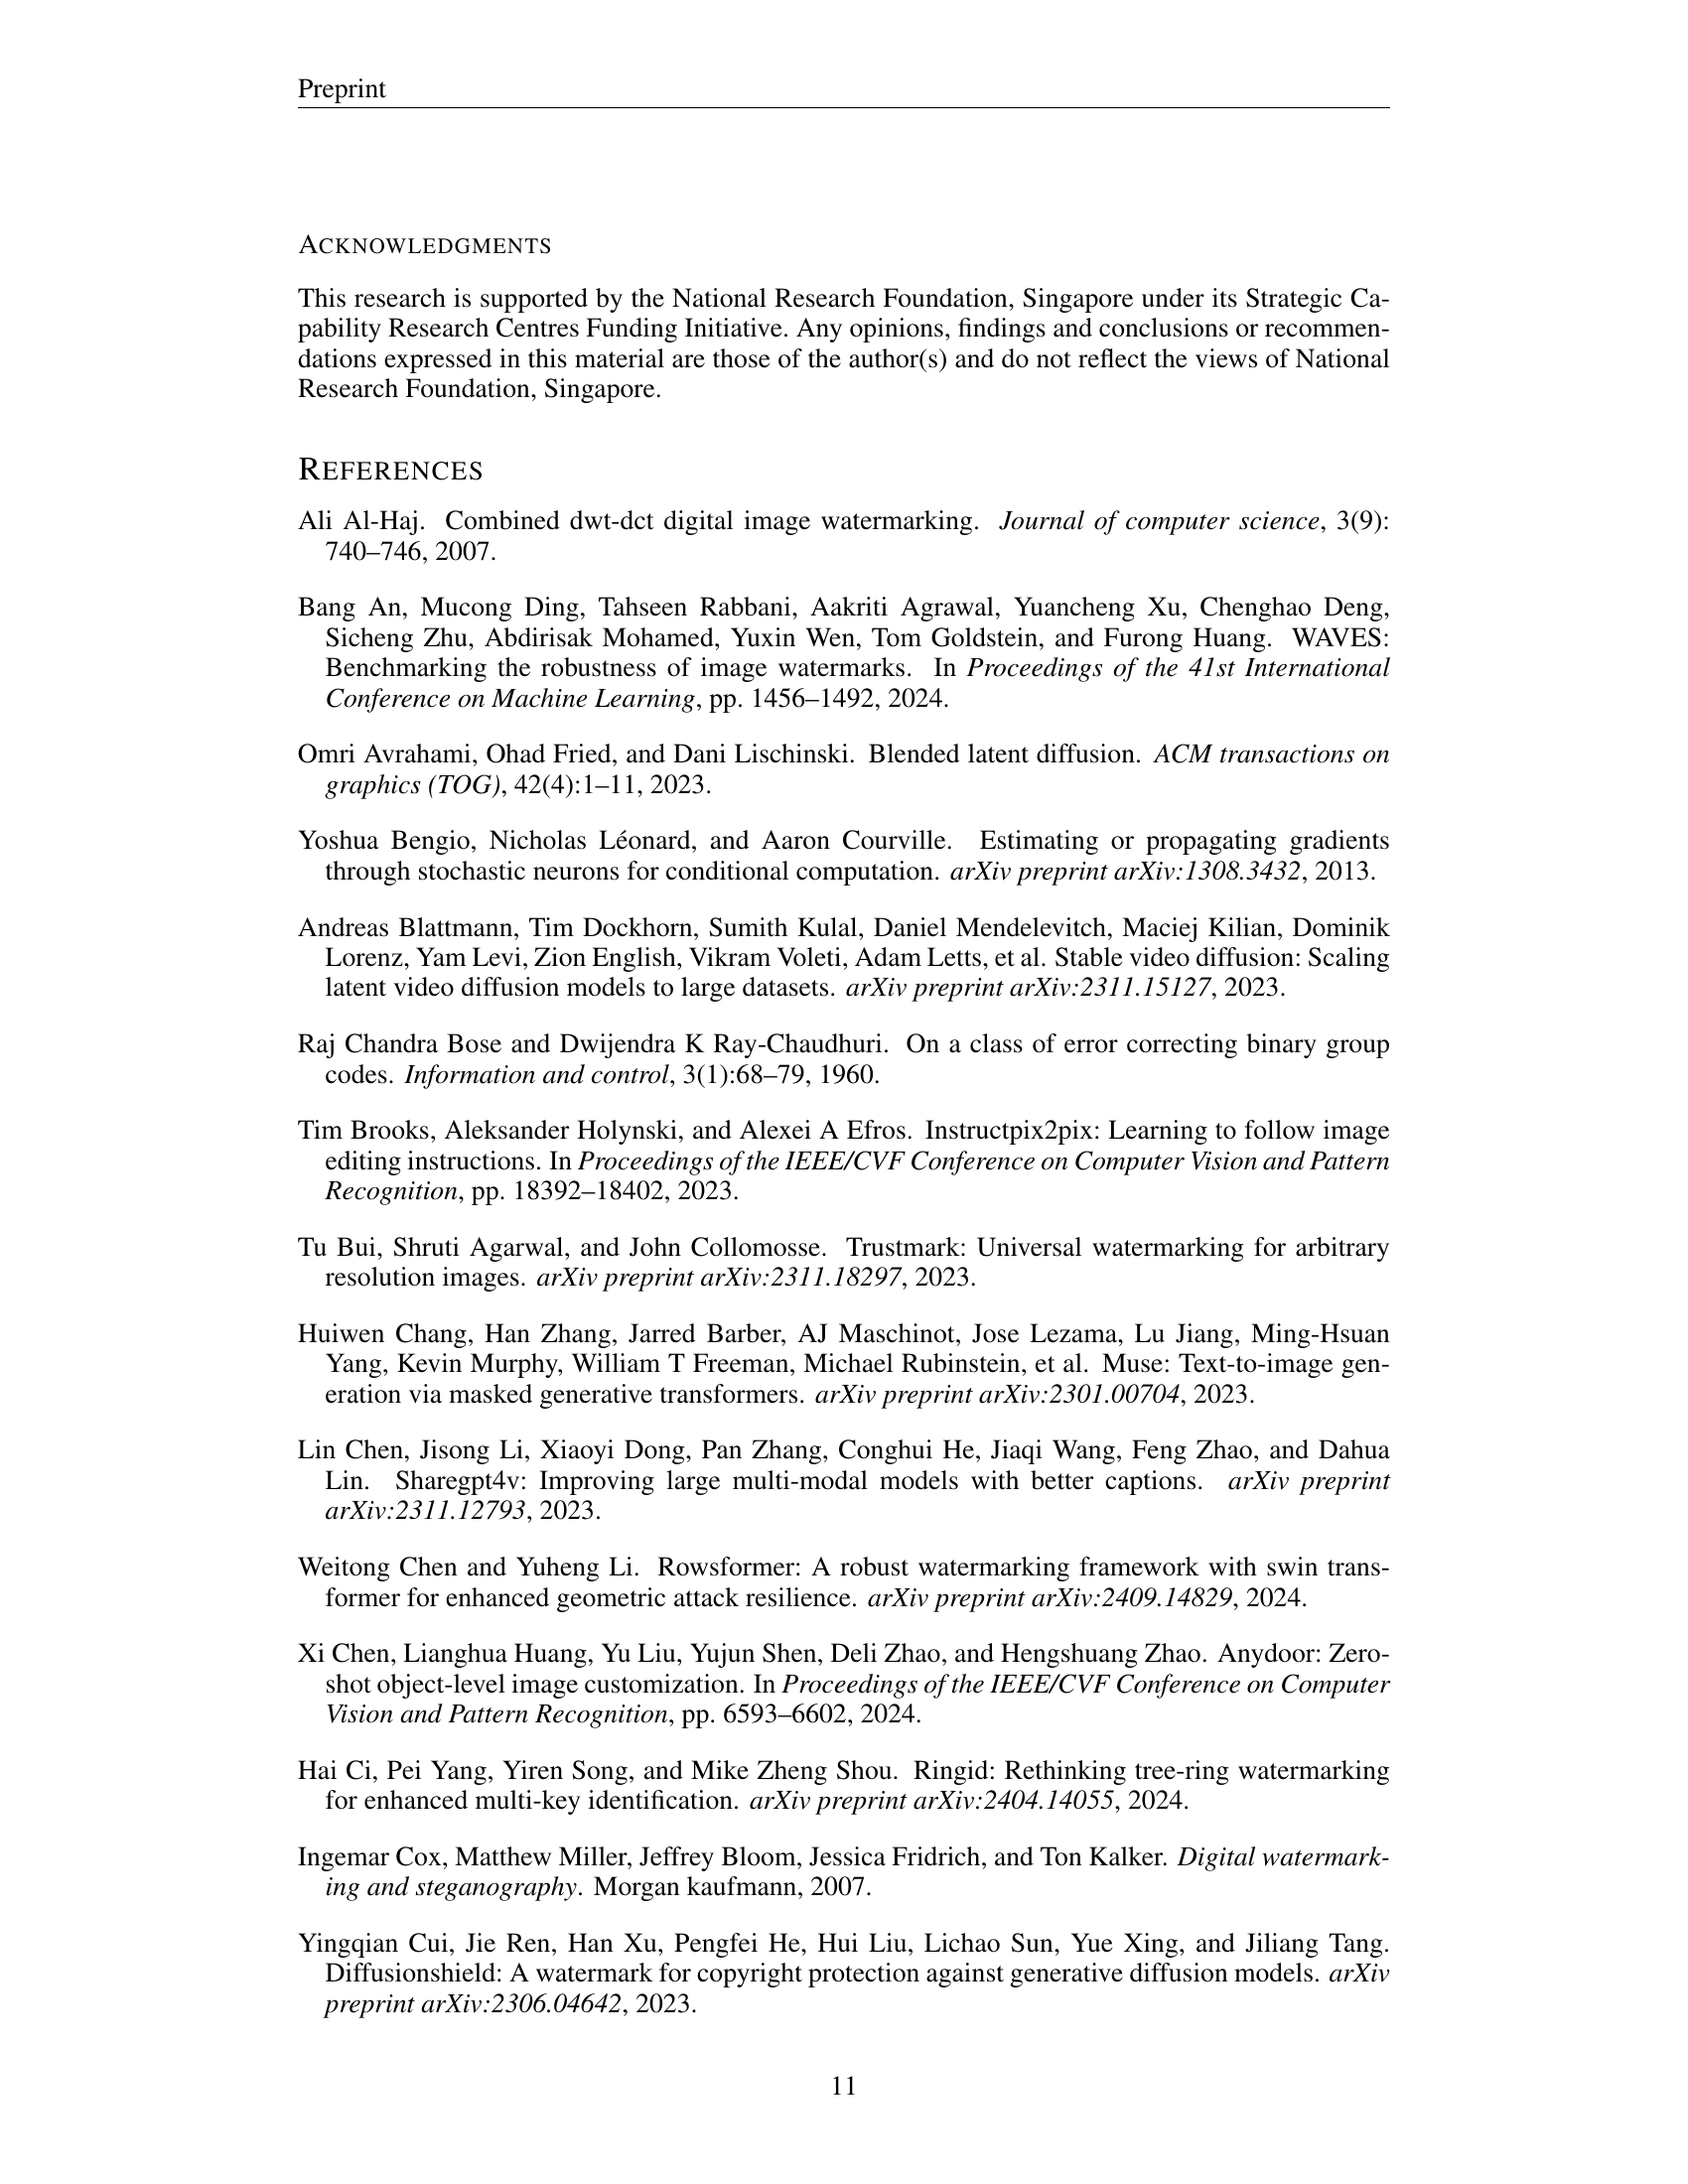 Preprint
ACKNOWLEDGMENTS
This research is supported by the National Research Foundation, Singapore under its Strategic Ca-
pability Research Centres Funding Initiative. Any opinions, findings and conclusions or recommen-
dations expressed in this material are those of the author(s) and do not reflect the views of National
Research Foundation, Singapore.
REFERENCES
Ali Al-Haj. Combined dwt-dct digital image watermarking. Journal of computer science, 3(9):
740–746, 2007.
Bang An, Mucong Ding, Tahseen Rabbani, Aakriti Agrawal, Yuancheng Xu, Chenghao Deng,
Sicheng Zhu, Abdirisak Mohamed, Yuxin Wen, Tom Goldstein, and Furong Huang. WAVES:
Benchmarking the robustness of image watermarks. In Proceedings of the 41st International
Conference on Machine Learning, pp. 1456–1492, 2024.
Omri Avrahami, Ohad Fried, and Dani Lischinski. Blended latent diffusion. ACM transactions on
graphics (TOG), 42(4):1–11, 2023.
Yoshua Bengio, Nicholas Léonard, and Aaron Courville. Estimating or propagating gradients
through stochastic neurons for conditional computation. arXiv preprint arXiv:1308.3432, 2013.
Andreas Blattmann, Tim Dockhorn, Sumith Kulal, Daniel Mendelevitch, Maciej Kilian, Dominik
Lorenz, Yam Levi, Zion English, Vikram Voleti, Adam Letts, et al. Stable video diffusion: Scaling
latent video diffusion models to large datasets. arXiv preprint arXiv:2311.15127, 2023.
Raj Chandra Bose and Dwijendra K Ray-Chaudhuri. On a class of error correcting binary group
codes. Information and control, 3(1):68–79, 1960.
Tim Brooks, Aleksander Holynski, and Alexei A Efros. Instructpix2pix: Learning to follow image
editing instructions. In Proceedings of the IEEE/CVF Conference on Computer Vision and Pattern
Recognition, pp. 18392–18402, 2023.
Tu Bui, Shruti Agarwal, and John Collomosse. Trustmark: Universal watermarking for arbitrary
resolution images. arXiv preprint arXiv:2311.18297, 2023.
Huiwen Chang, Han Zhang, Jarred Barber, AJ Maschinot, Jose Lezama, Lu Jiang, Ming-Hsuan
Yang, Kevin Murphy, William T Freeman, Michael Rubinstein, et al. Muse: Text-to-image gen-
eration via masked generative transformers. arXiv preprint arXiv:2301.00704, 2023.
Lin Chen, Jisong Li, Xiaoyi Dong, Pan Zhang, Conghui He, Jiaqi Wang, Feng Zhao, and Dahua
Lin. Sharegpt4v: Improving large multi-modal models with better captions. arXiv preprint
arXiv:2311.12793, 2023.
Weitong Chen and Yuheng Li. Rowsformer: A robust watermarking framework with swin trans-
former for enhanced geometric attack resilience. arXiv preprint arXiv:2409.14829, 2024.
Xi Chen, Lianghua Huang, Yu Liu, Yujun Shen, Deli Zhao, and Hengshuang Zhao. Anydoor: Zero-
shot object-level image customization. In Proceedings of the IEEE/CVF Conference on Computer
Vision and Pattern Recognition, pp. 6593–6602, 2024.
Hai Ci, Pei Yang, Yiren Song, and Mike Zheng Shou. Ringid: Rethinking tree-ring watermarking
for enhanced multi-key identification. arXiv preprint arXiv:2404.14055, 2024.
Ingemar Cox, Matthew Miller, Jeffrey Bloom, Jessica Fridrich, and Ton Kalker. Digital watermark-
ing and steganography. Morgan kaufmann, 2007.
Yingqian Cui, Jie Ren, Han Xu, Pengfei He, Hui Liu, Lichao Sun, Yue Xing, and Jiliang Tang.
Diffusionshield: A watermark for copyright protection against generative diffusion models. arXiv
preprint arXiv:2306.04642, 2023.
11